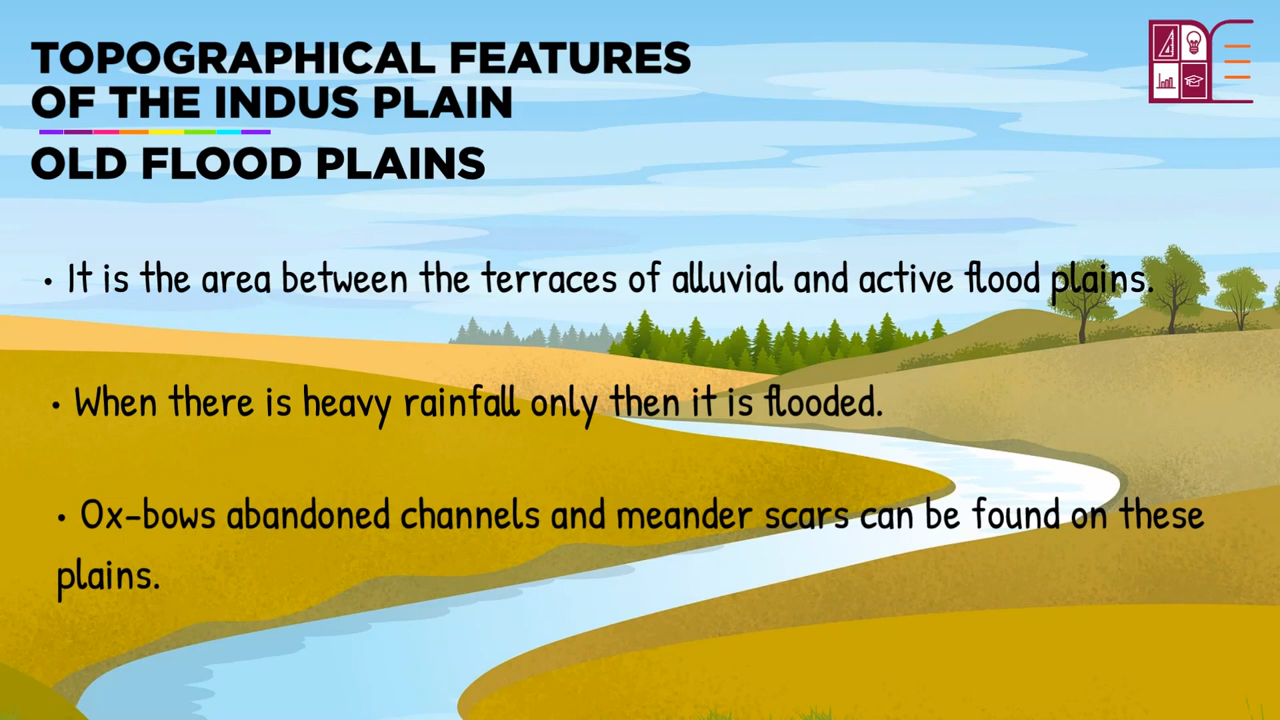 TOPOGRAPHICAL FEATURES
OF THE INDUS PLAIN
OLD FLOOD PLAINS
• It is the area between the terraces of alluvial and active flood plains.
• When there is heavy rainfall only then it is flooded.
• Ox-bows abandoned channels and meander scars can be found on these
plains.